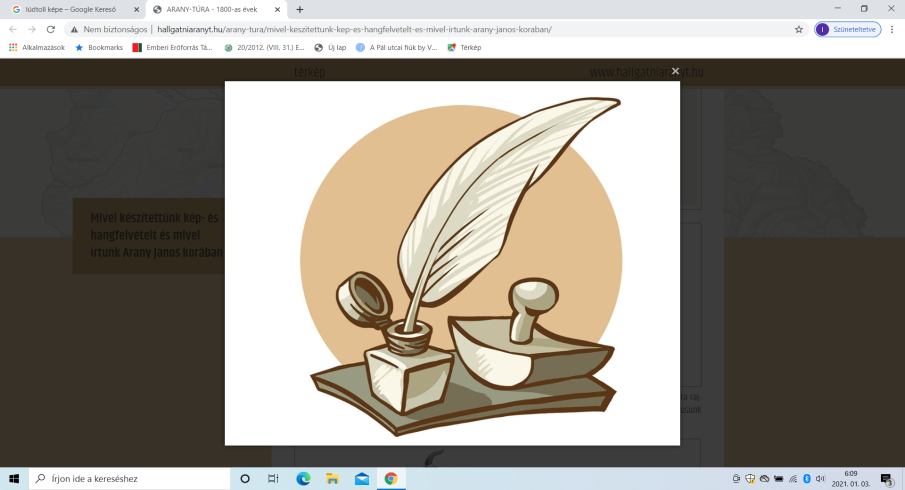 lúdtoll képe – Google Kereső
ARANY-TÚRA - 1800-as évek
Nem biztonságos | hallgatniaranyt.hu/arany-tura/mivel-keszitettunk-kep-es-hangfelvetelt-es-mivel-irtunk-arany-janos-koraban/
Szüneteltetve
Alkalmazások
Bookmarks
Emberi Erőforrás Tá...
20/2012. (VIII. 31.) E...
Új lap
A Pál utcai fiúk by V...
Térkép
térkép
www.hallgatniaranyt.hu
Mivel készítettünk kép- és
hangfelvételt és mivel
írtunk Arany János korában
Írjon ide a kereséshez
6:09
2021. 01. 03.